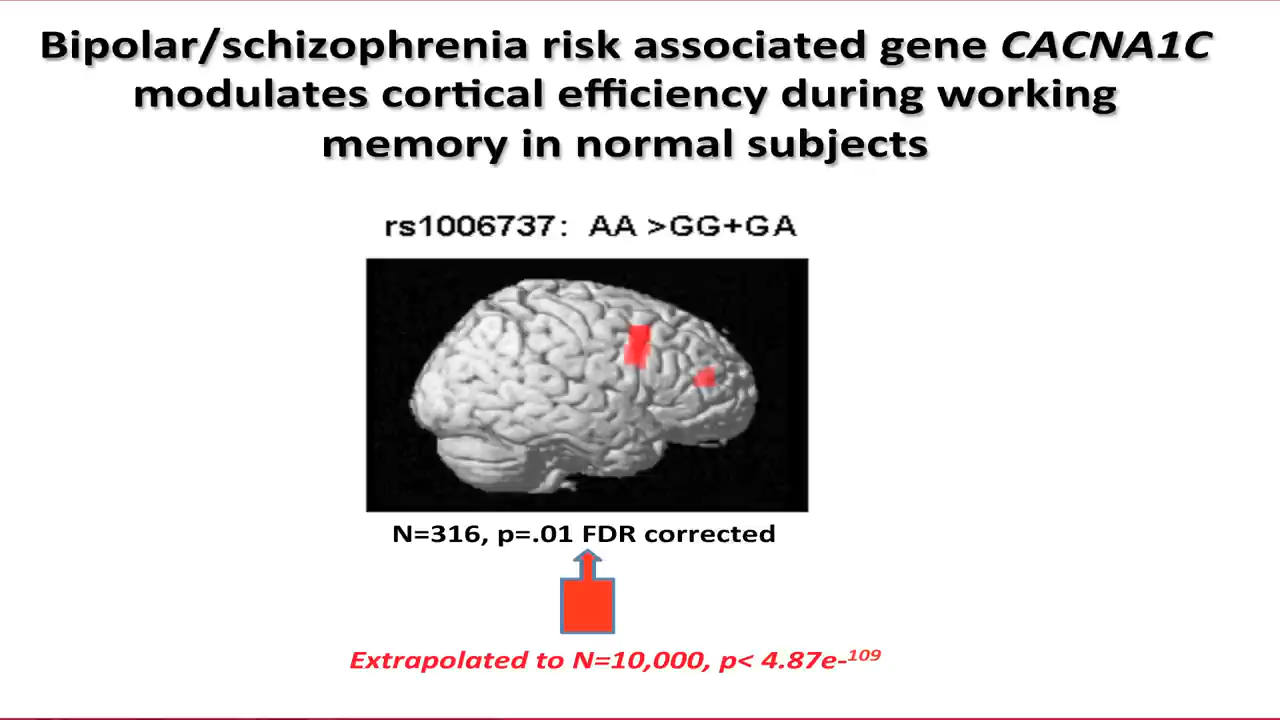 Bipolar/schizophrenia risk associated gene CACNA1C
modulates cortical efficiency during working
memory in normal subjects
rs1006737: AA >GG+GA
N=316, p=.01 FDR corrected
Extrapolated to N=10,000, p< 4.87e-109